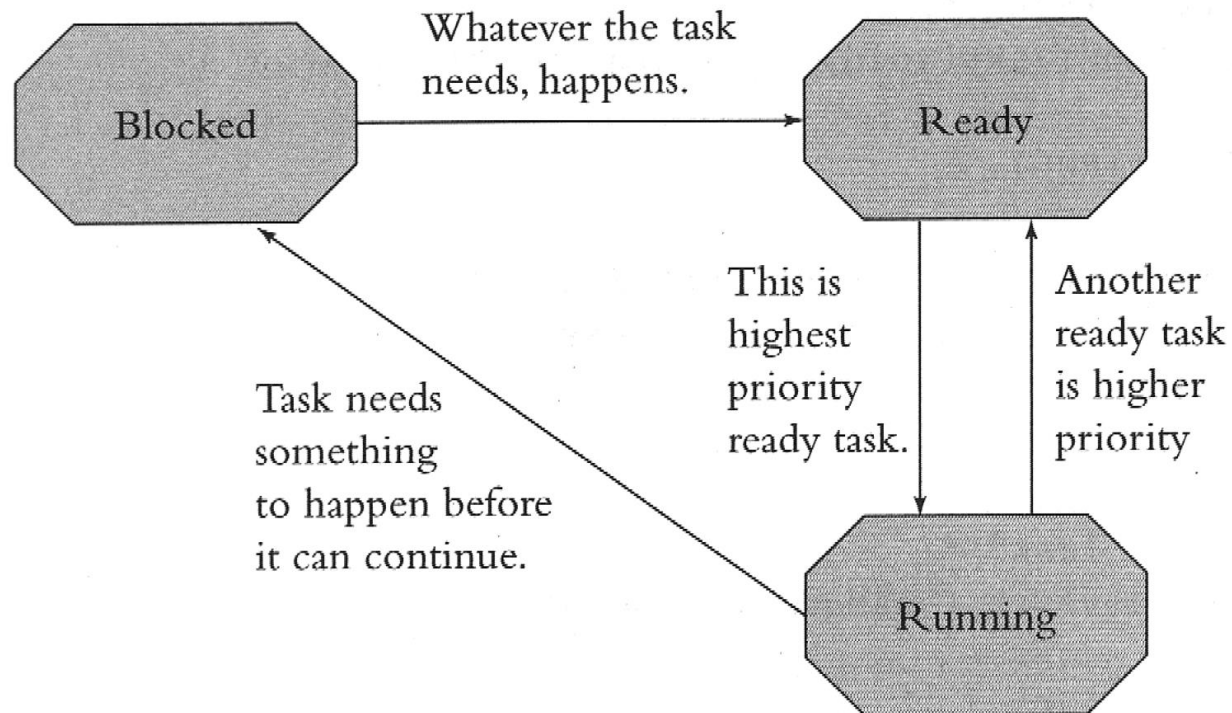 Whatever the task
needs, happens.
Blocked
Ready
This is
highest
priority
ready task.
Another
ready task
is higher
priority
Task needs
something
to happen before
it can continue.
Running